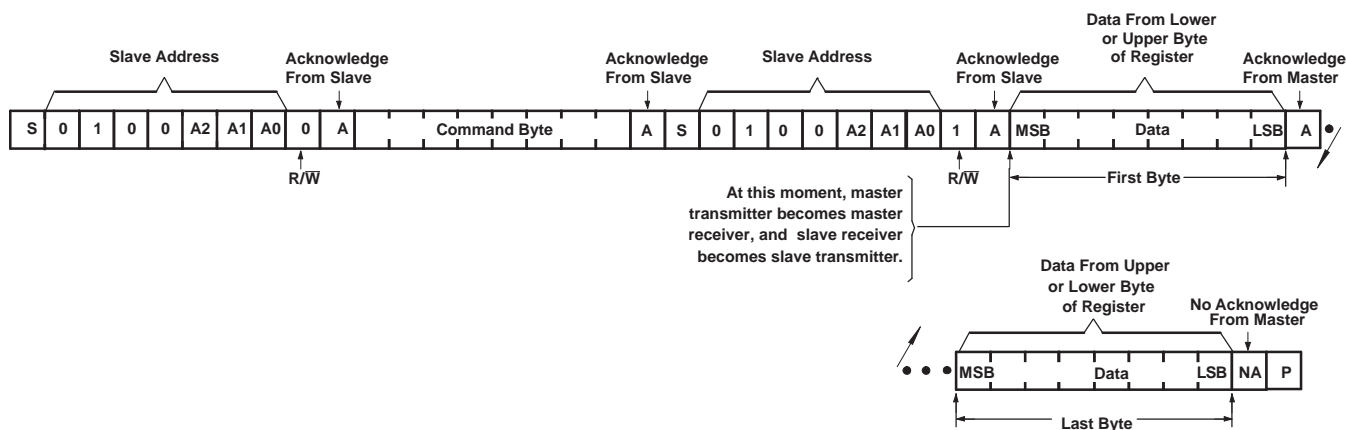 Slave Address
Acknowledge
From Slave
Acknowledge
From Slave
Slave Address
Acknowledge
From Slave
Data From Lower
or Upper Byte
of Register
Acknowledge
From Master
S 0 1 0 0 A2 A1 A0 0 A Command Byte A S 0 1 0 0 A2 A1 A0 1 A MSB Data LSB A
R/W̅
R/W̅
First Byte
At this moment, master
transmitter becomes master
receiver, and slave receiver
becomes slave transmitter.
Data From Upper
or Lower Byte
of Register
No Acknowledge
From Master
MSB Data LSB NA P
Last Byte